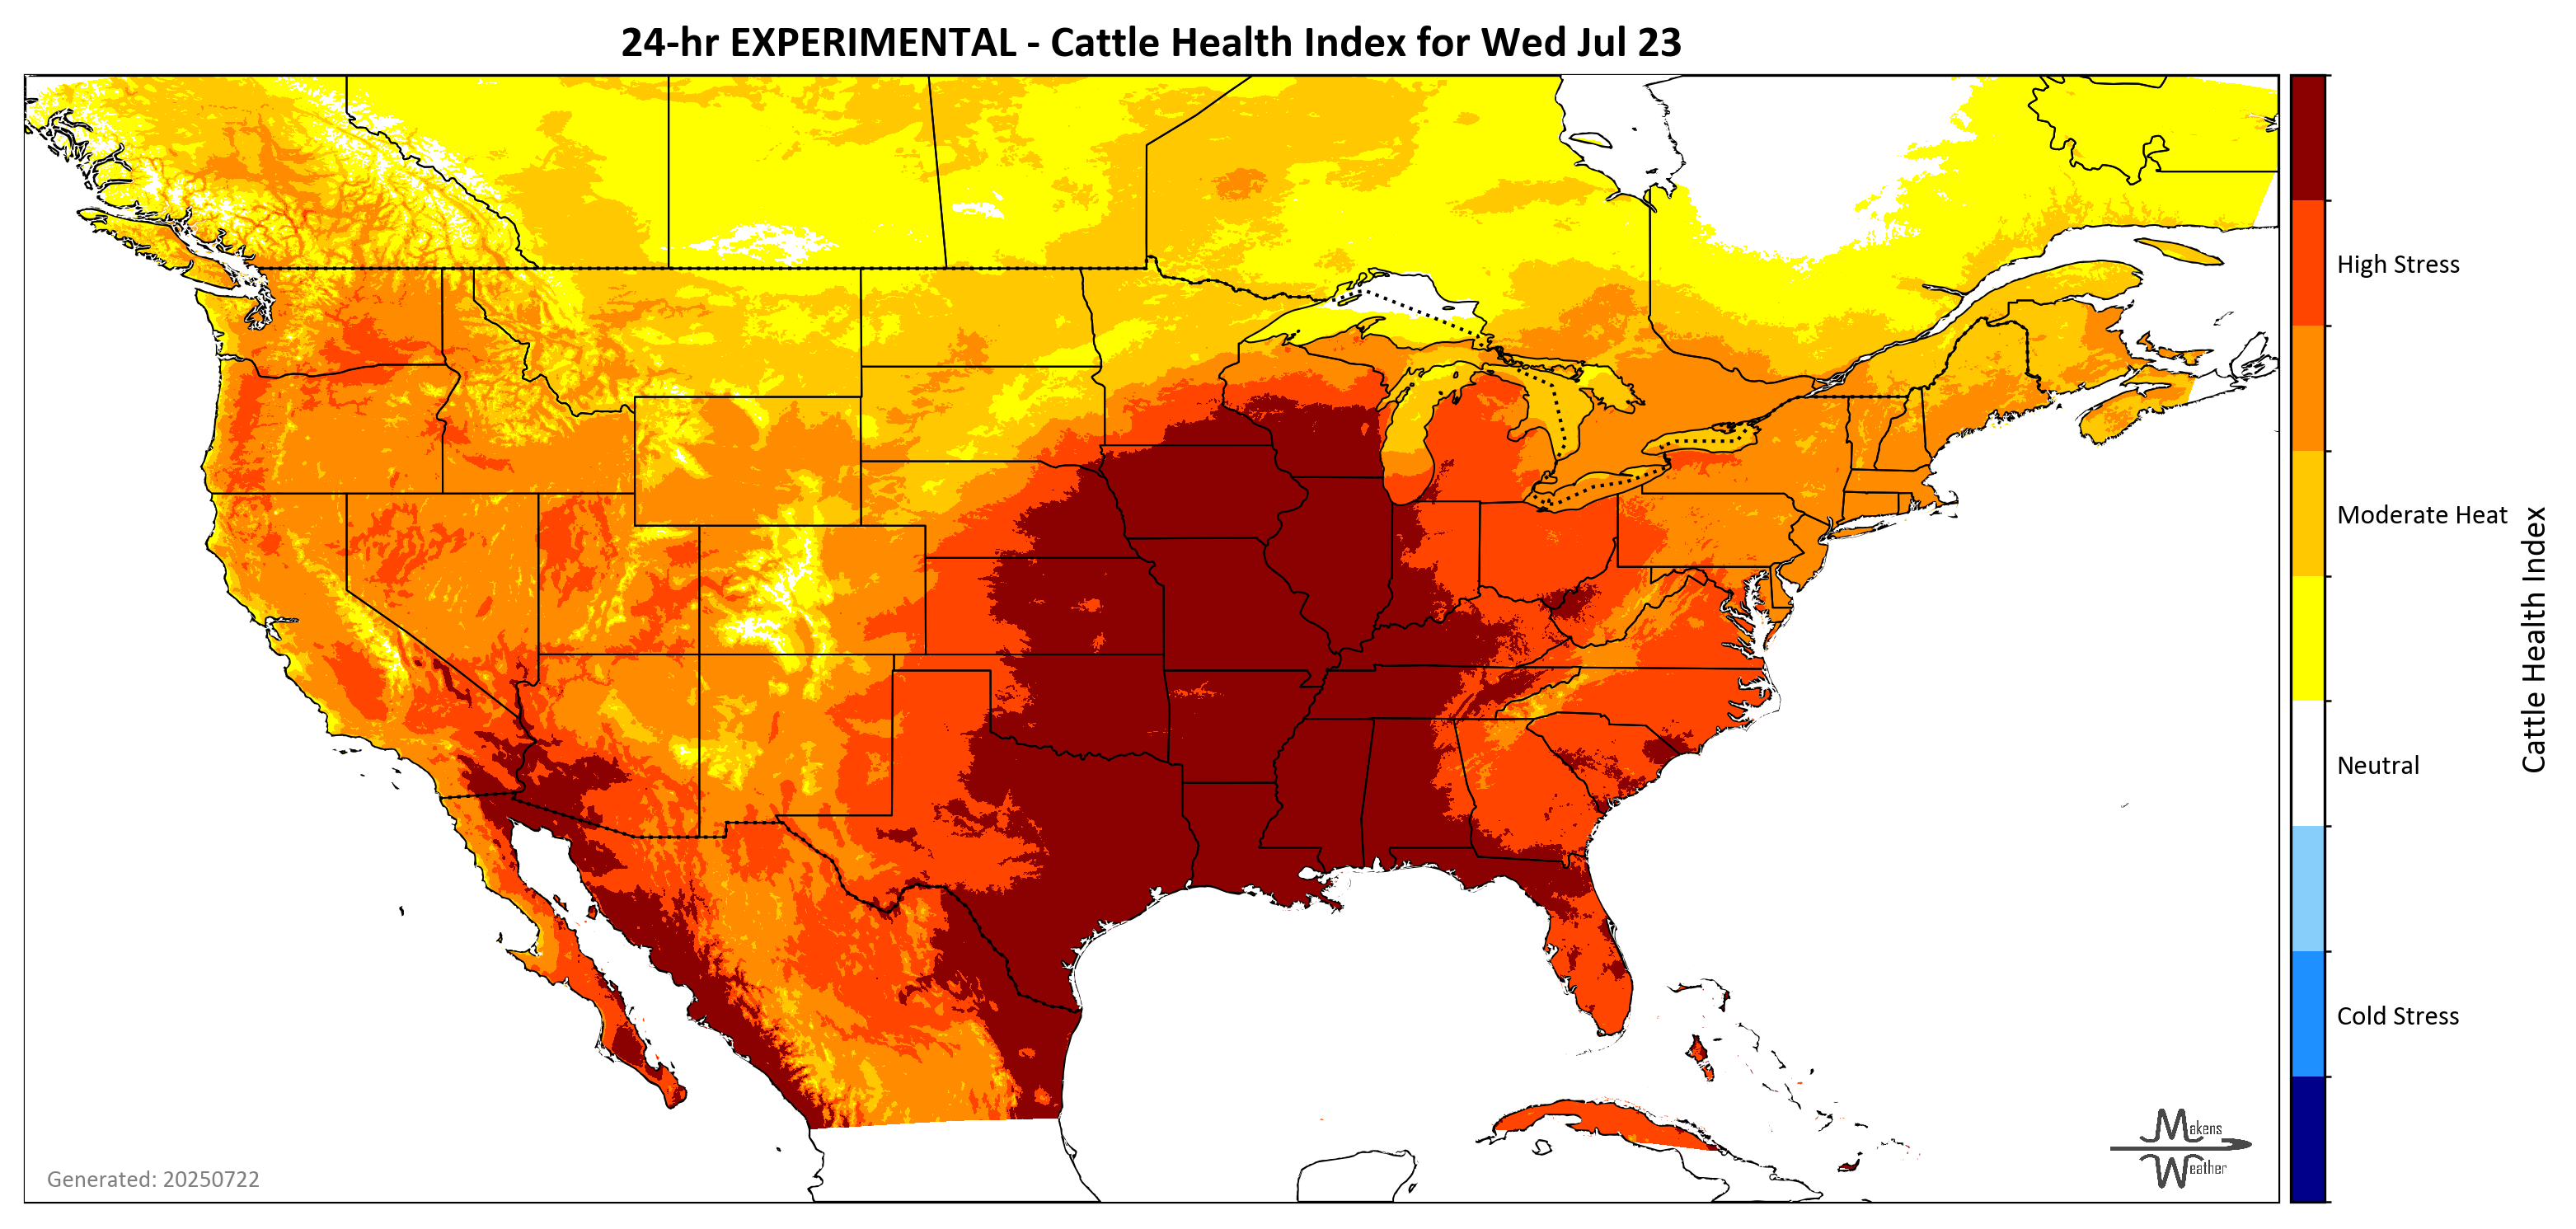 24-hr EXPERIMENTAL - Cattle Health Index for Wed Jul 23
High Stress
Moderate Heat
Neutral
Cold Stress
Cattle Health Index
Generated: 20250722
Makens
Weather